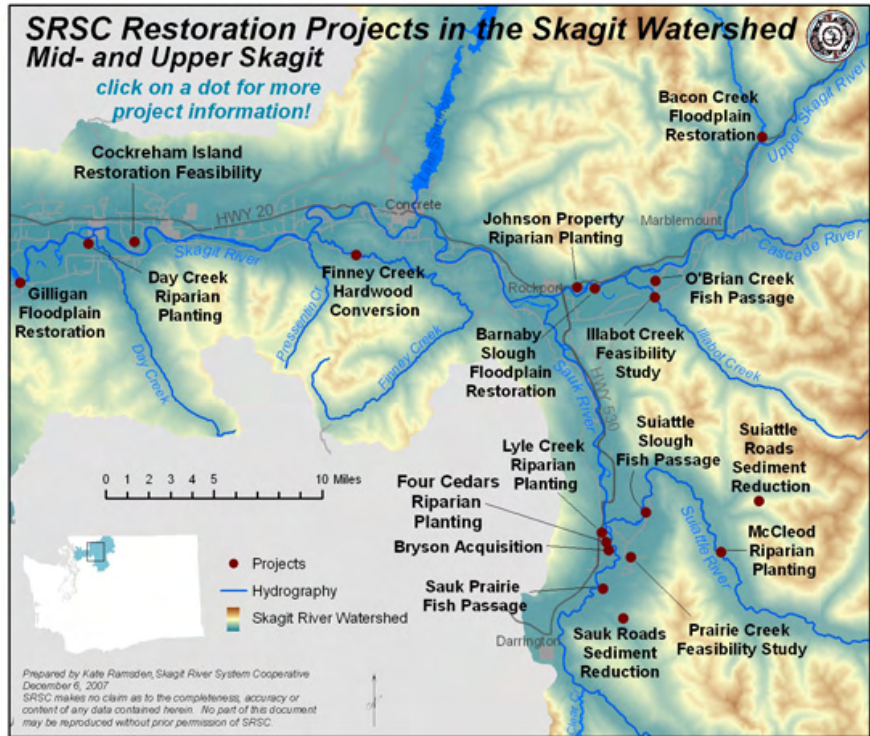 SRSC Restoration Projects in the Skagit Watershed
Mid- and Upper Skagit
click on a dot for more
project information!
Bacon Creek
Floodplain
Restoration
Upper Skagit River
Cockreham Island
Restoration Feasibility
HWY 20
Concrete
Johnson Property
Riparian Planting
Marblemount
Cascade River
Skagit River
Gilligan
Floodplain
Restoration
Day Creek
Riparian
Planting
Finney Creek
Hardwood
Conversion
Rockport
O'Brian Creek
Fish Passage
Pressentin Cr.
Finney Creek
Day Creek
Barnaby
Slough
Floodplain
Restoration
Illabot Creek
Feasibility
Study
Illabot Creek
Sauk River
HWY 530
Suiattle
Slough
Fish Passage
Suiattle
Roads
Sediment
Reduction
Lyle Creek
Riparian
Planting
Four Cedars
Riparian
Planting
Bryson Acquisition
Suiattle River
McCleod
Riparian
Planting
Sauk Prairie
Fish Passage
Darrington
Sauk Roads
Sediment
Reduction
Prairie Creek
Feasibility Study
Clear C
0 1 2 3 4 5 10 Miles
Projects
Hydrography
Skagit River Watershed
Prepared by Kate Ramsden, Skagit River System Cooperative
December 6, 2007
SRSC makes no claim as to the completeness, accuracy or
content of any data contained herein. No part of this document
may be reproduced without prior permission of SRSC.